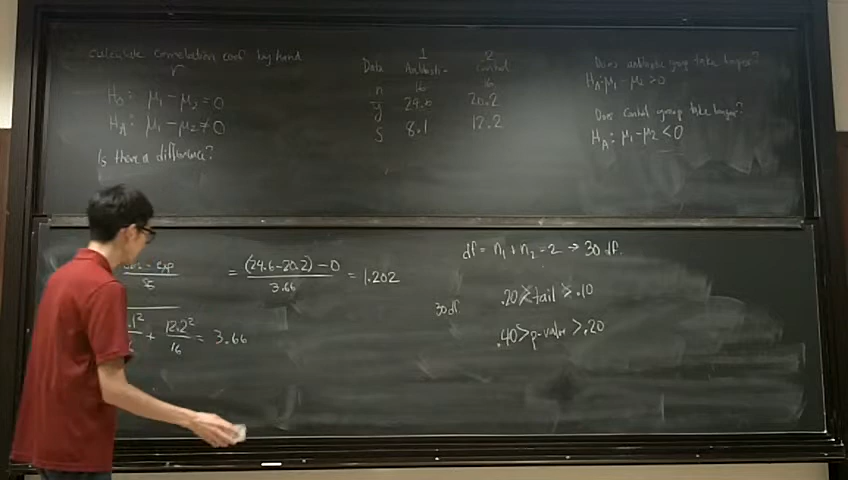 calculate correlation coef by hand
r
H₀: μ₁ - μ₂ = 0
H_A: μ₁ - μ₂ ≠ 0
Is there a difference?
1 2
Data Control
n 16 16
ȳ 24.6 20.2
S 8.1 12.2
Does group take longer?
H_A: μ₁ - μ₂ > 0
Does control group take longer?
H_A: μ₁ - μ₂ < 0
= (24.6-20.2) - 0 / 3.66 = 1.202
+ 12.2² / 16 = 3.66
df = n₁ + n₂ - 2 → 30 df.
30 df
.20 > tail > .10
.40 > p-value > .20